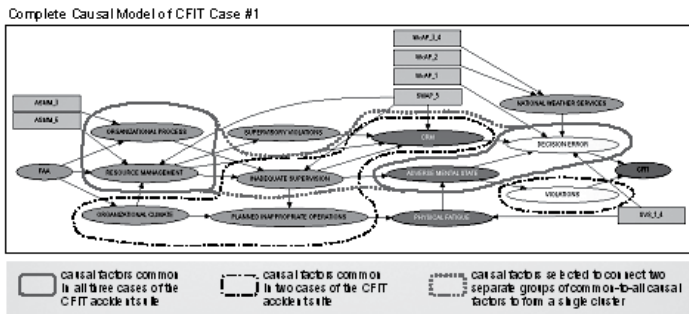 Complete Causal Model of CFIT Case #1
WxAP_2
WxAP_1
SWAP_5
NATIONAL WEATHER SERVICES
ORGANIZATIONAL PROCESS
SUPERVISORY VIOLATIONS
CRM
DECISION ERROR
FAA
RESOURCE MANAGEMENT
INADEQUATE SUPERVISION
ADVERSE MENTAL STATE
CFIT
VIOLATIONS
ORGANIZATIONAL CLIMATE
PLANNED INAPPROPRIATE OPERATIONS
PHYSICAL FATIGUE
causal factors common
in all three cases of the
CFIT accident suite
causal factors common
in two cases of the CFIT
accident suite
causal factors selected to connect two
separate groups of common-to-all causal
factors to form a single cluster